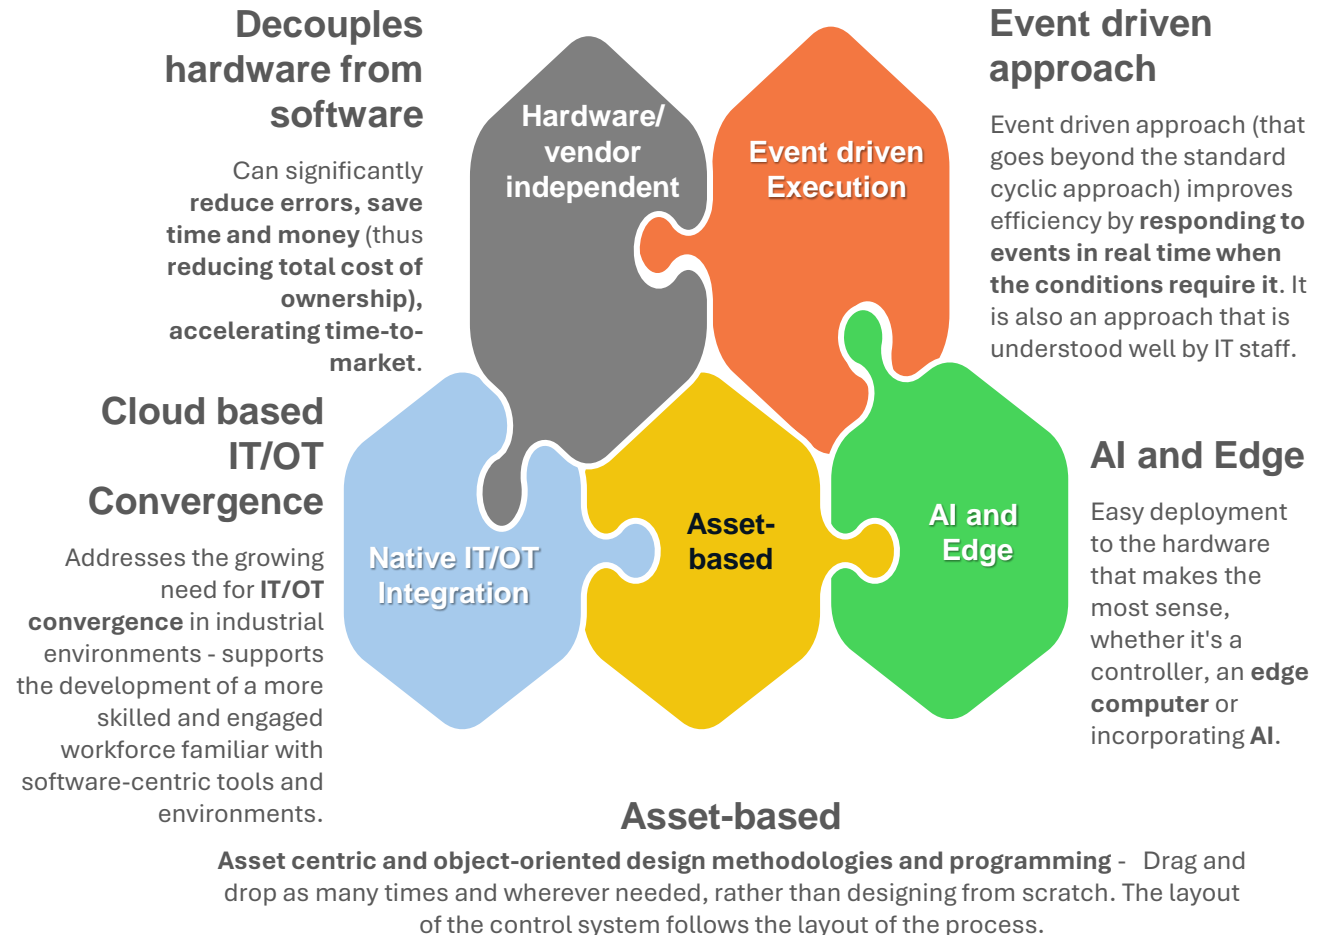 Decouples
hardware from
software
Can significantly
reduce errors, save
time and money (thus
reducing total cost of
ownership),
accelerating time-to-
market.
Hardware/
vendor
independent
Event driven
Execution
Event driven
approach
Event driven approach (that
goes beyond the standard
cyclic approach) improves
efficiency by responding to
events in real time when
the conditions require it. It
is also an approach that is
understood well by IT staff.
Cloud based
IT/OT
Convergence
Addresses the growing
need for IT/OT
convergence in industrial
environments - supports
the development of a more
skilled and engaged
workforce familiar with
software-centric tools and
environments.
Native IT/OT
Integration
Asset-
based
AI and
Edge
AI and Edge
Easy deployment
to the hardware
that makes the
most sense,
whether it's a
controller, an edge
computer or
incorporating AI.
Asset-based
Asset centric and object-oriented design methodologies and programming - Drag and
drop as many times and wherever needed, rather than designing from scratch. The layout
of the control system follows the layout of the process.